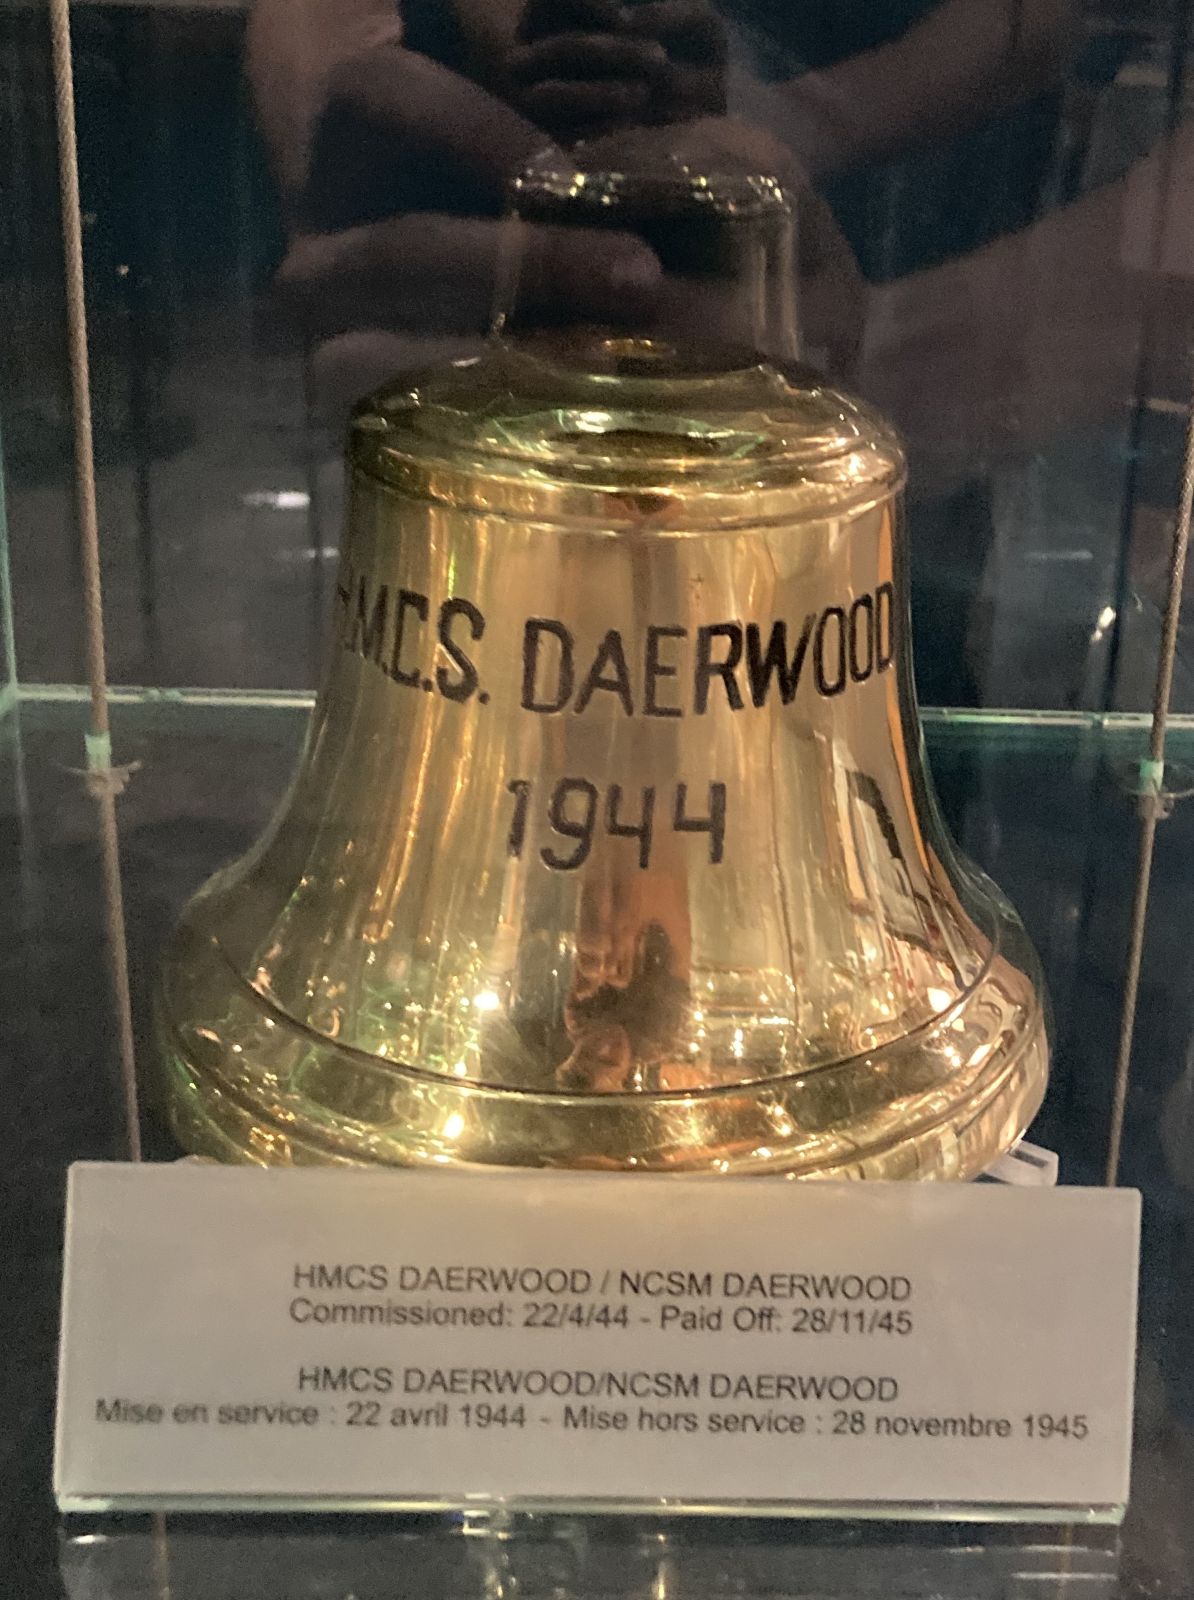 H.M.C.S. DAERWOOD
1944
HMCS DAERWOOD / NCSM DAERWOOD
Commissioned: 22/4/44 - Paid Off: 28/11/45
HMCS DAERWOOD/NCSM DAERWOOD
Mise en service : 22 avril 1944 - Mise hors service : 28 novembre 1945